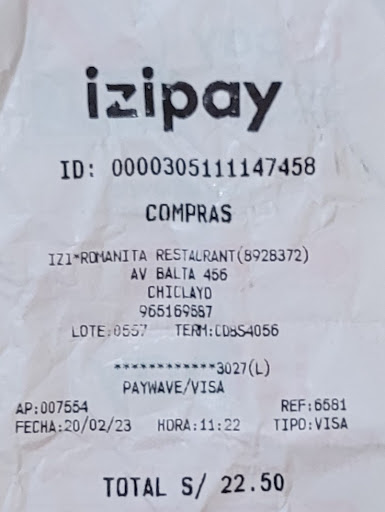 izipay
ID: 0000305111147458
COMPRAS
IZI*ROMANITA RESTAURANT(8928372)
AV BALTA 456
CHICLAYO
965169687
LOTE:0557 TERM:CDBS4056
************3027(L)
PAYWAVE/VISA
AP:007554 REF:6581
FECHA:20/02/23 HORA:11:22 TIPO:VISA
TOTAL S/ 22.50